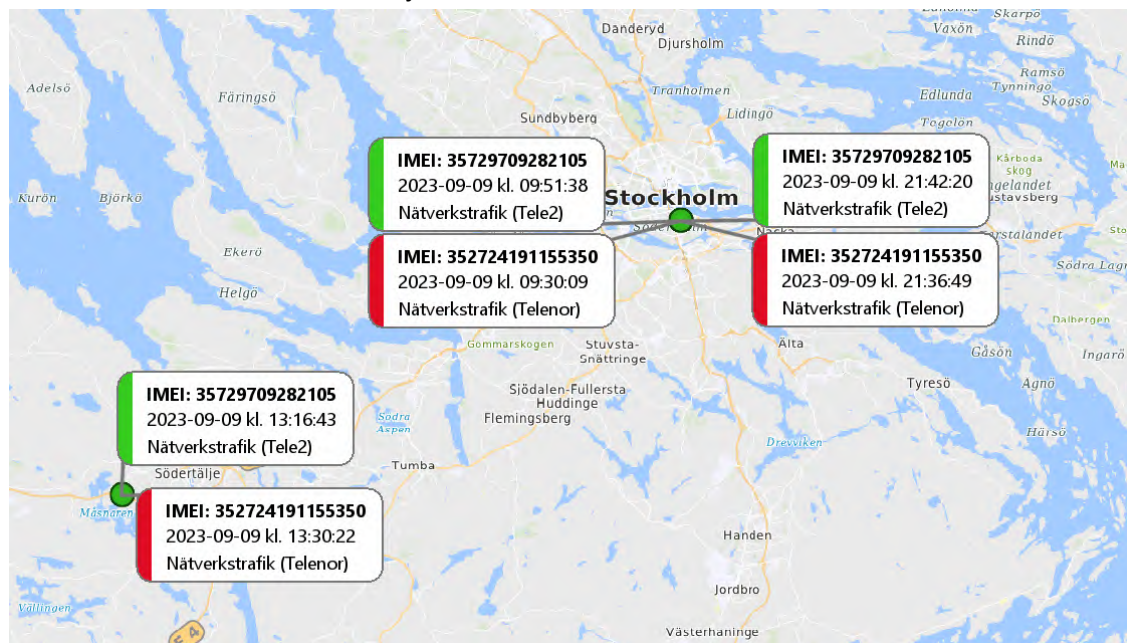 Danderyd
Djursholm
Skarpö
Vaxön
Rindö
Adelsö
Färingsö
Tranholmen
Ramsö
Tynningö
Skogsö
Edlunda
Lidingö
Sundbyberg
IMEI: 35729709282105
2023-09-09 kl. 09:51:38
Nätverkstrafik (Tele2)
IMEI: 35729709282105
2023-09-09 kl. 21:42:20
Nätverkstrafik (Tele2)
Kårboda
skog
Kurön
Björkö
Stockholm
IMEI: 352724191155350
2023-09-09 kl. 09:30:09
Nätverkstrafik (Telenor)
IMEI: 352724191155350
2023-09-09 kl. 21:36:49
Nätverkstrafik (Telenor)
Ekerö
Helgö
Dalbergen
Gommarskogen
Stuvsta-
Snättringe
Älta
Gåsön
Ingarö
IMEI: 35729709282105
2023-09-09 kl. 13:16:43
Nätverkstrafik (Tele2)
Sjödalen-Fullersta
Huddinge
Flemingsberg
Tyresö
Ägnö
Södra
Aspen
Härsö
Drevviken
Södertälje
Tumba
Måsnaren
IMEI: 352724191155350
2023-09-09 kl. 13:30:22
Nätverkstrafik (Telenor)
Handen
Jordbro
Vällingen
E 4
Västerhaninge